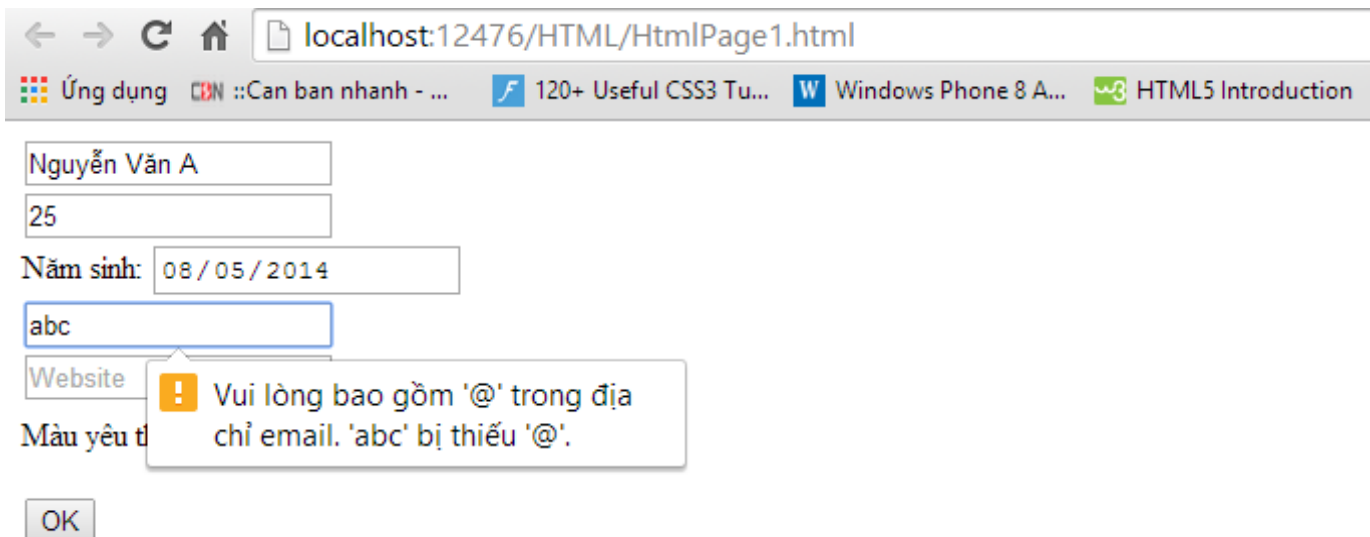 localhost:12476/HTML/HtmlPage1.html
Ứng dụng CBN ::Can ban nhanh - ... 120+ Useful CSS3 Tu... W Windows Phone 8 A... w3 HTML5 Introduction
Nguyễn Văn A
25
Năm sinh: 08/05/2014
abc
Website
! Vui lòng bao gồm '@' trong địa
chỉ email. 'abc' bị thiếu '@'.
Màu yêu
OK